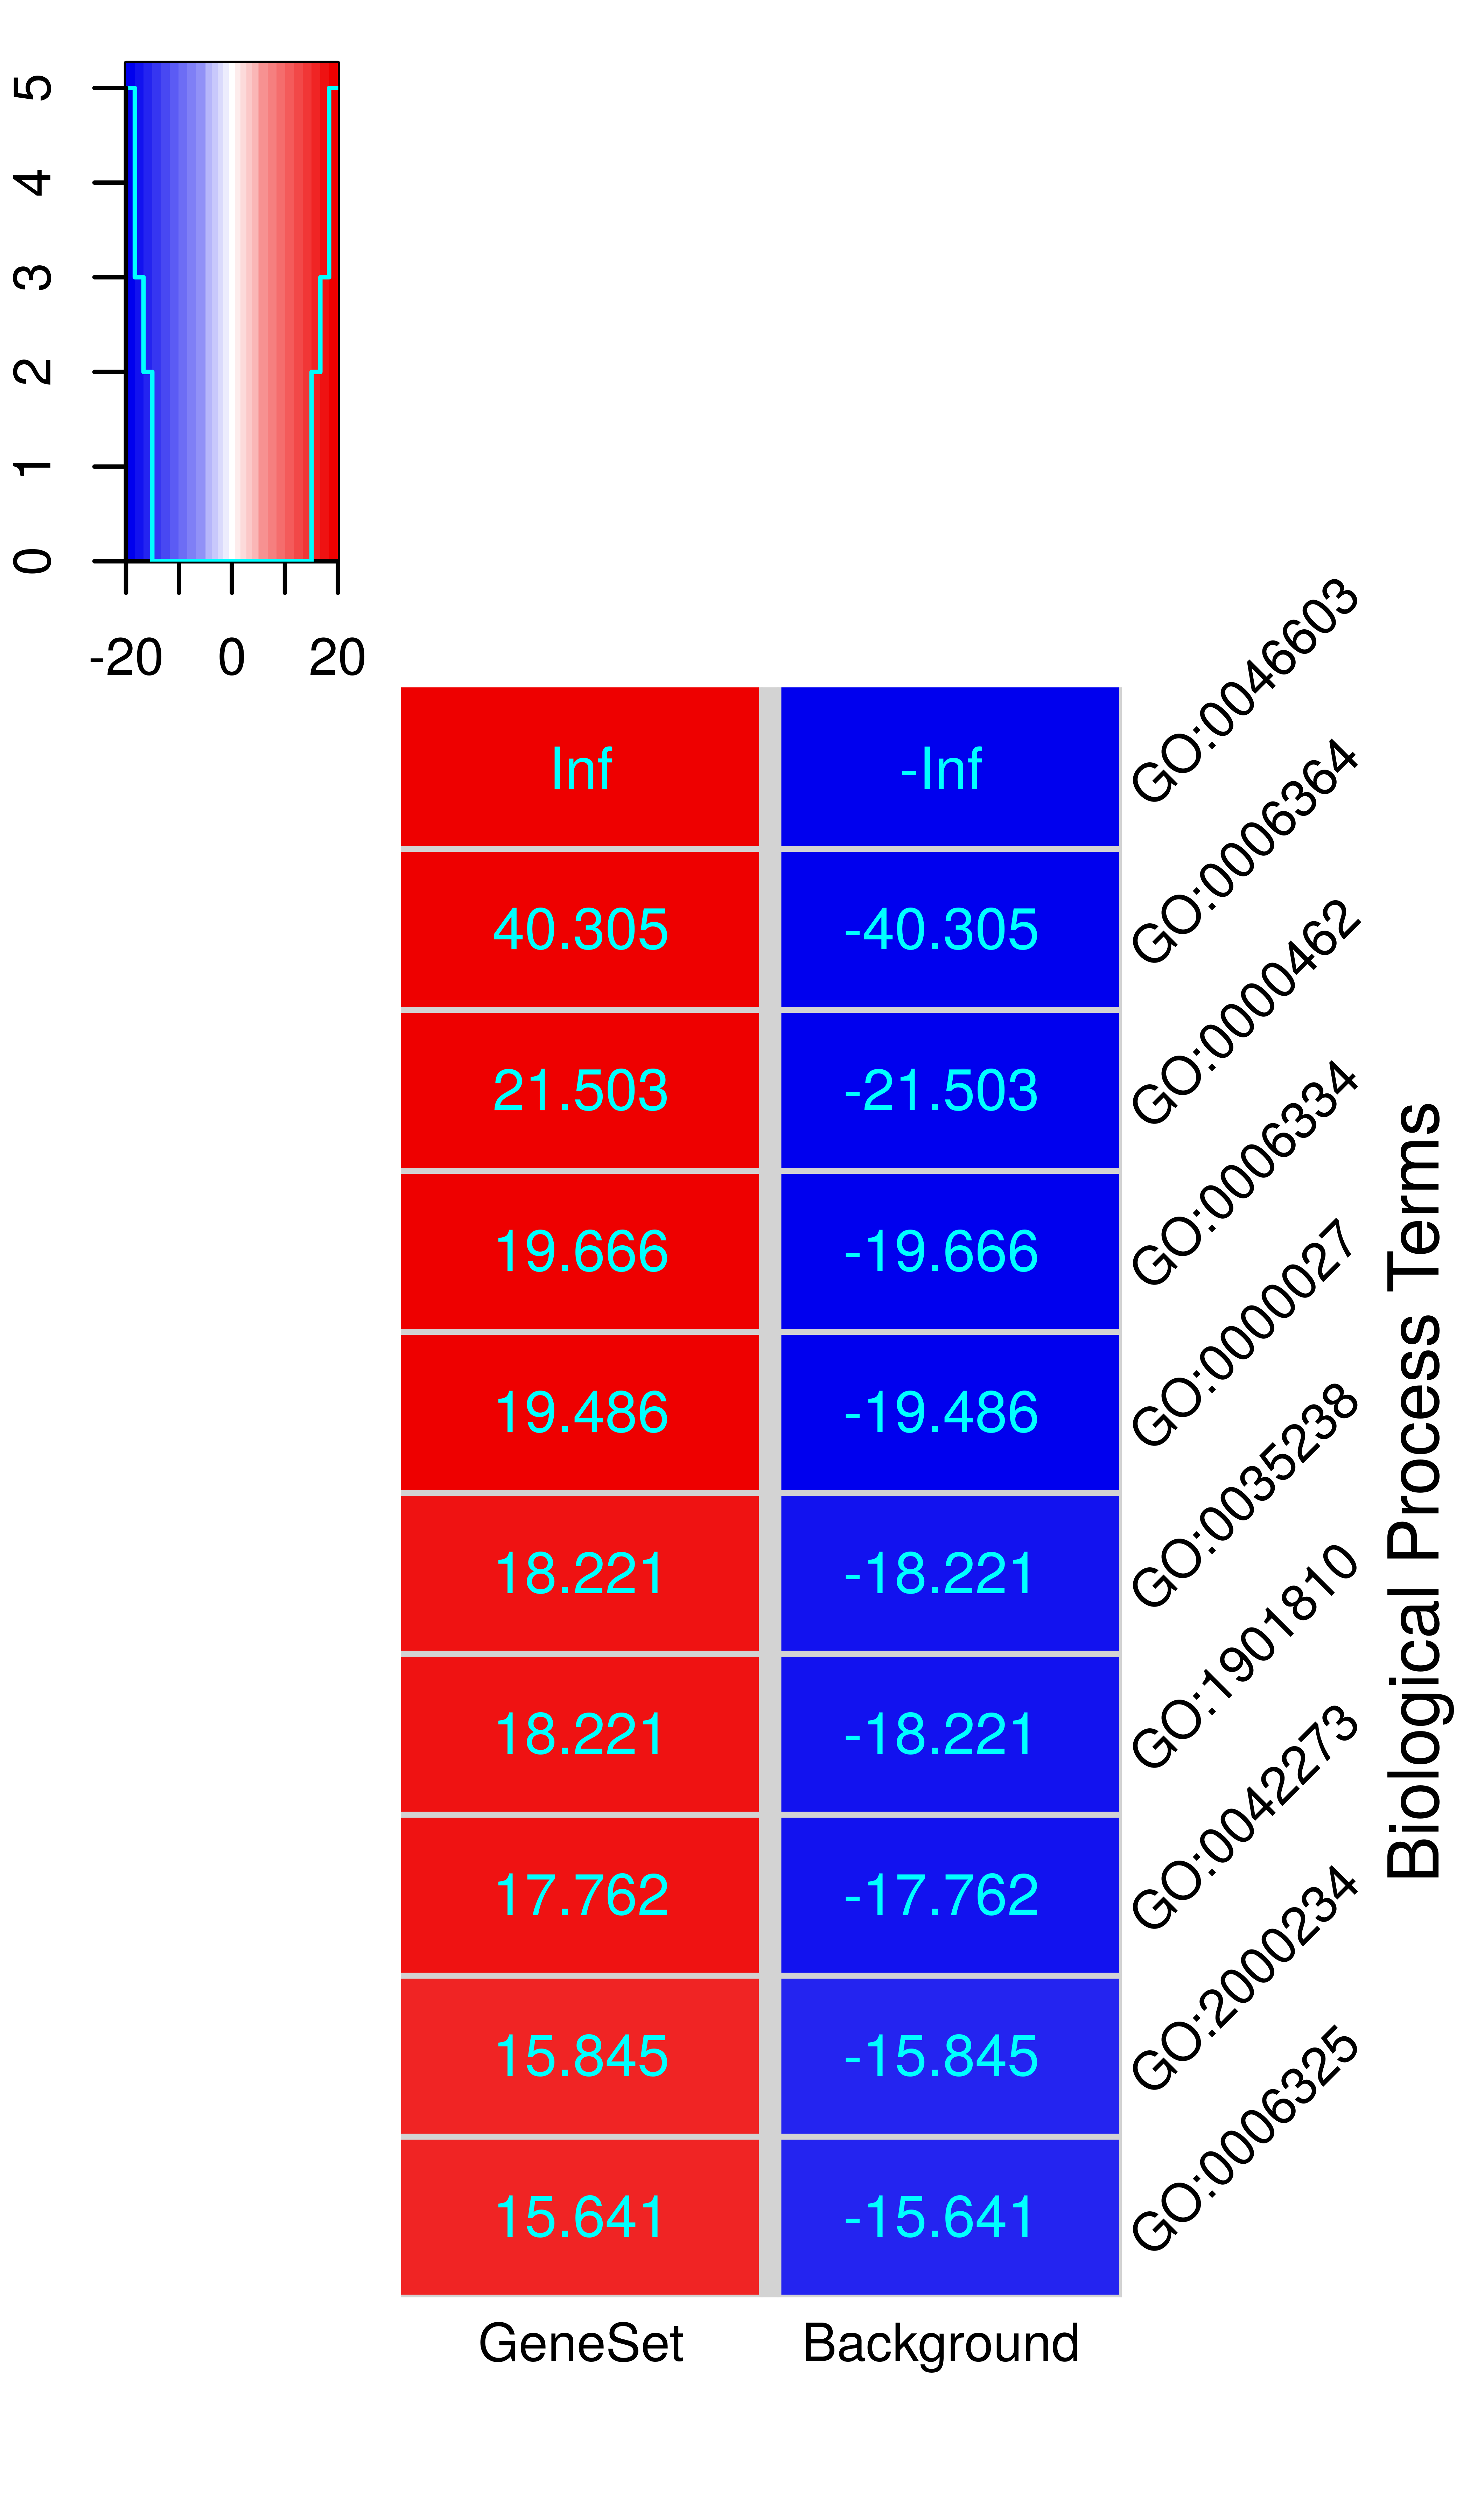 5
4
3
2
1
0
-20 0 20
Inf -Inf GO:0046603
40.305 -40.305 GO:0006364
21.503 -21.503 GO:0000462
19.666 -19.666 GO:0006334
19.486 -19.486 GO:0000027
18.221 -18.221 GO:0035238
18.221 -18.221 GO:1901810
17.762 -17.762 GO:0042273
15.845 -15.845 GO:2000234
15.641 -15.641 GO:0006325
GeneSet Background
Biological Process Terms